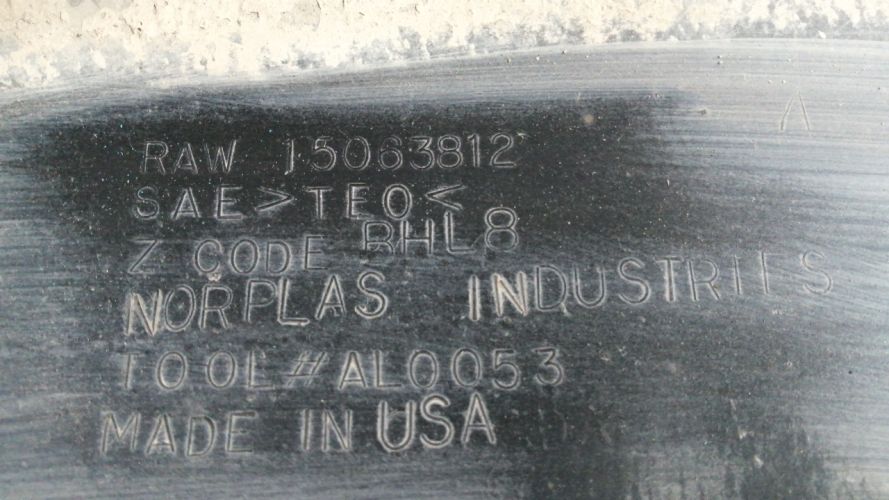 A
RAW 15063812
SAE>TEO<
Z CODE BHL8
NORPLAS INDUSTRIES
TOOL#AL0053
MADE IN USA